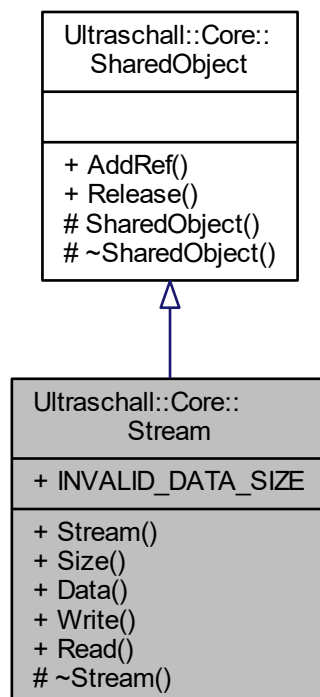 Ultraschall::Core::
SharedObject
+ AddRef()
+ Release()
# SharedObject()
# ~SharedObject()
Ultraschall::Core::
Stream
+ INVALID_DATA_SIZE
+ Stream()
+ Size()
+ Data()
+ Write()
+ Read()
# ~Stream()